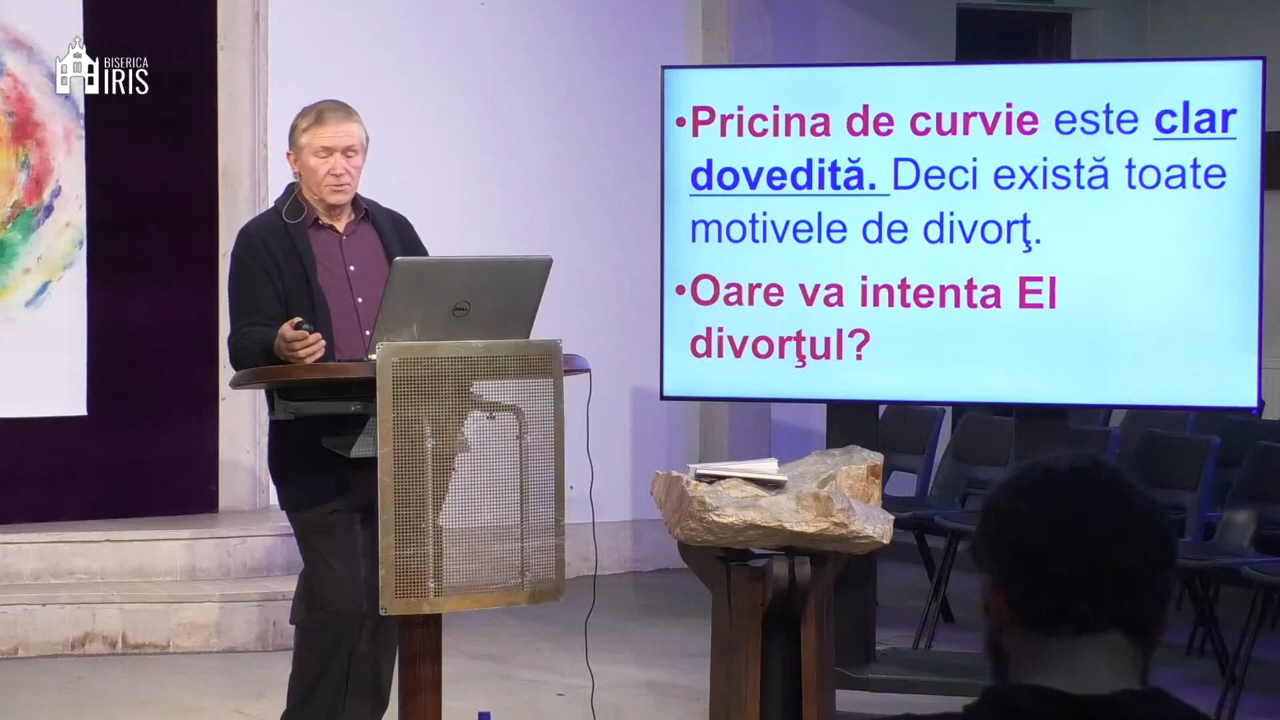 BISERICA
IRIS
•Pricina de curvie este clar
dovedită. Deci există toate
motivele de divorţ.
•Oare va intenta El
divorţul?
DELL